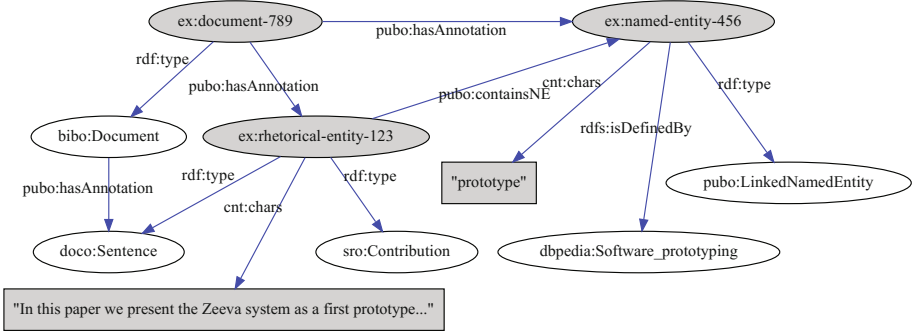 ex:document-789
ex:named-entity-456
pubo:hasAnnotation
rdf:type
pubo:hasAnnotation
cnt:chars
rdf:type
pubo:containsNE
bibo:Document
ex:rhetorical-entity-123
rdfs:isDefinedBy
pubo:hasAnnotation
rdf:type
rdf:type
"prototype"
pubo:LinkedNamedEntity
cnt:chars
doco:Sentence
sro:Contribution
dbpedia:Software_prototyping
"In this paper we present the Zeeva system as a first prototype..."